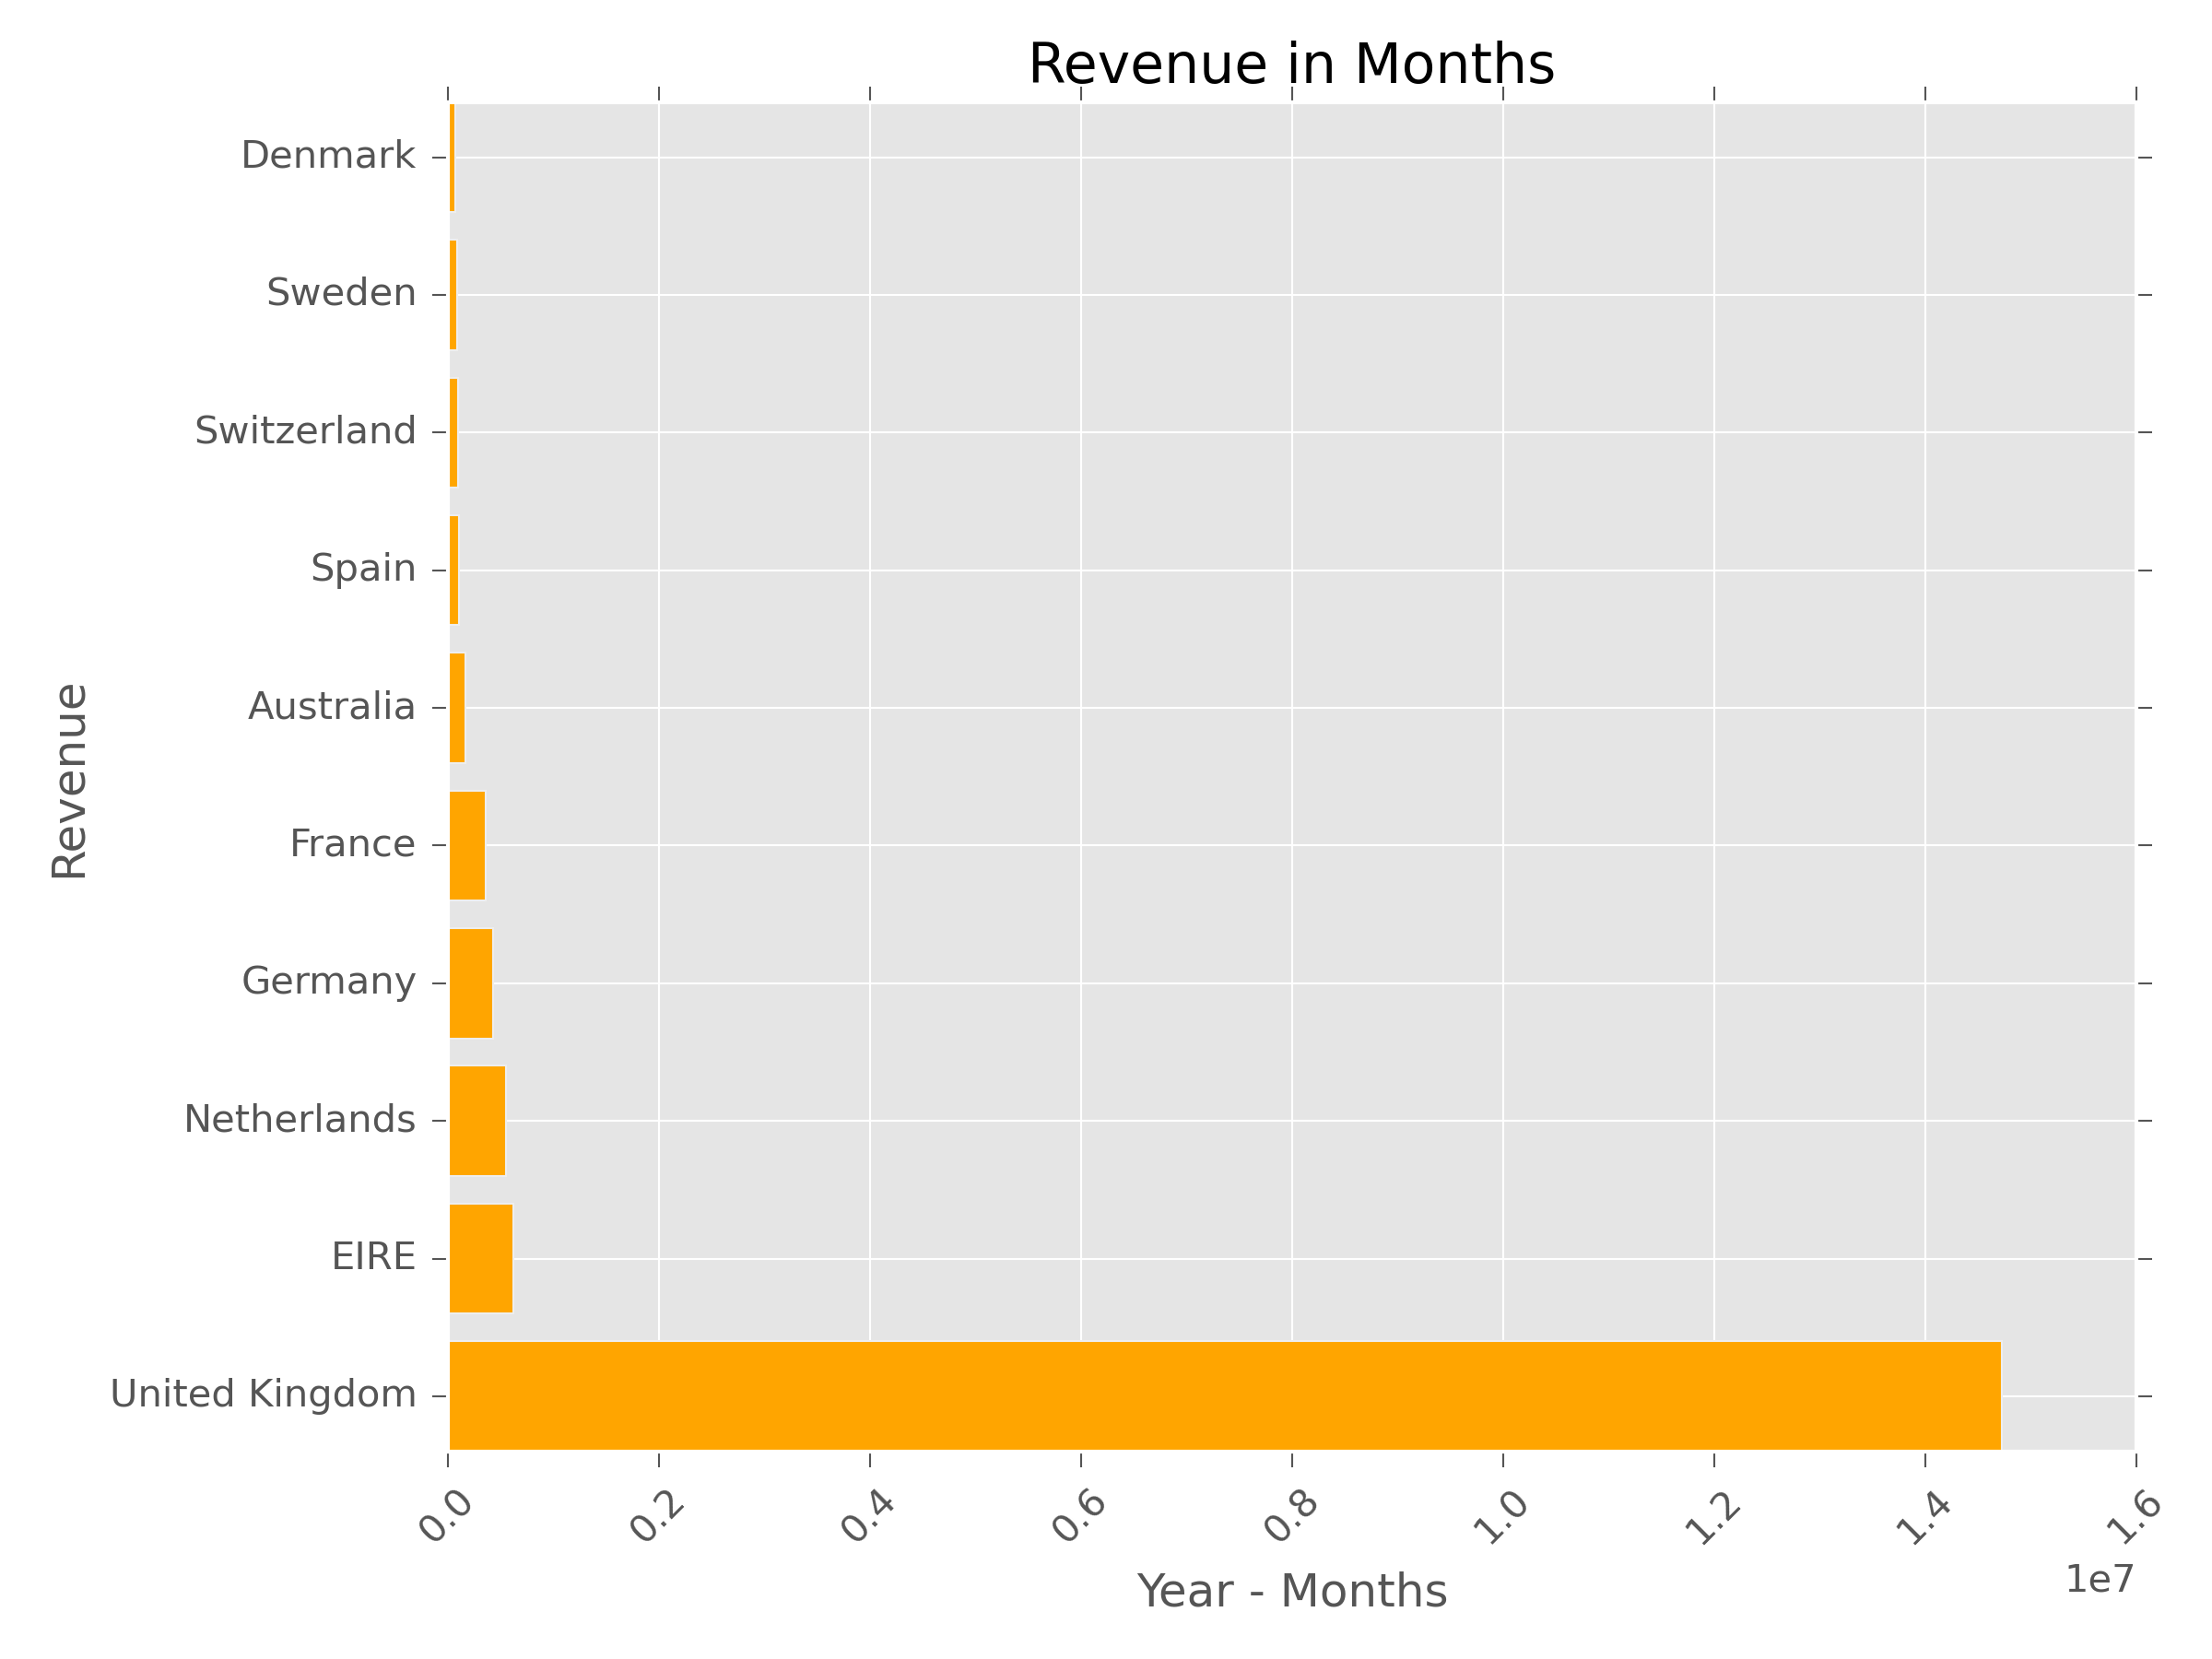 Revenue in Months
Denmark
Sweden
Switzerland
Spain
Australia
France
Germany
Netherlands
EIRE
United Kingdom
Revenue
0.0 0.2 0.4 0.6 0.8 1.0 1.2 1.4 1.6
1e7
Year - Months